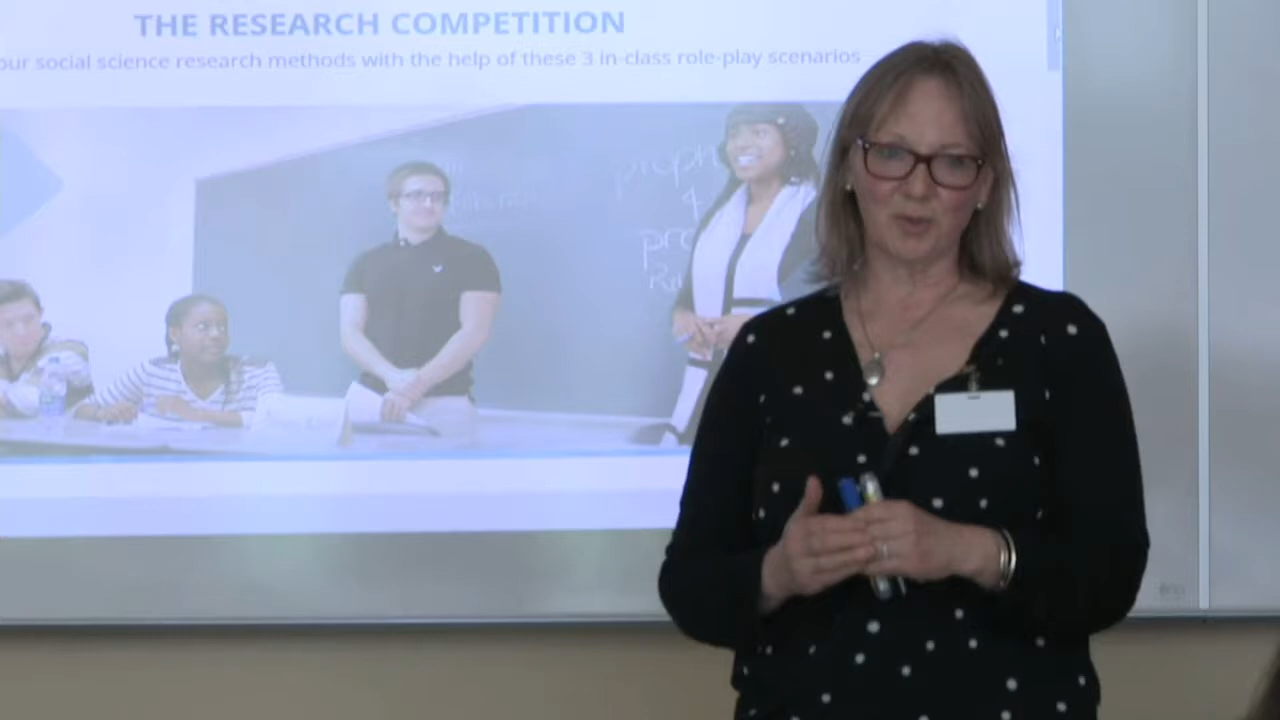 THE RESEARCH COMPETITION
our social science research methods with the help of these 3 in-class role-play scenarios